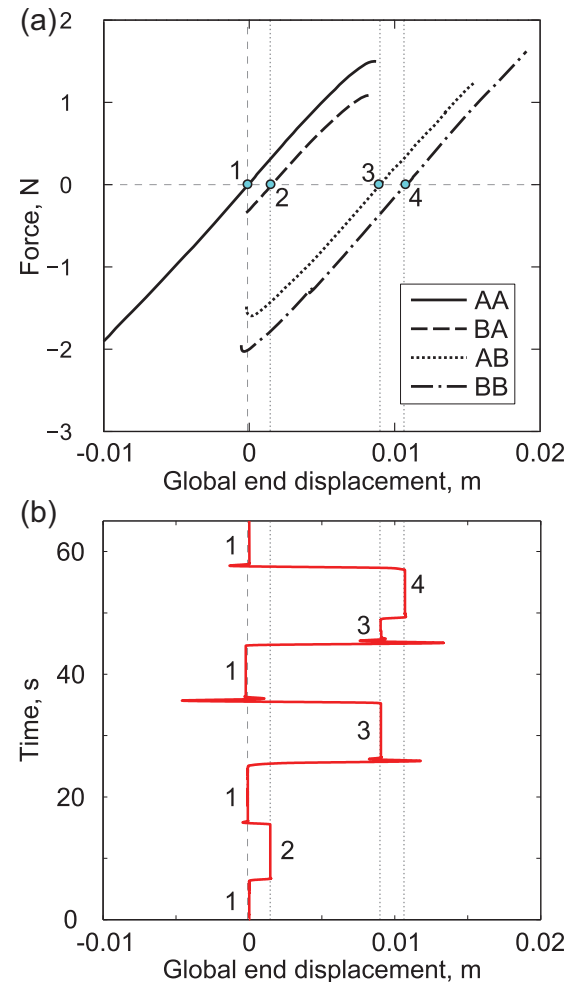 (a)
2
1
0
−1
−2
−3
Force, N
1
2
3
4
AA
BA
AB
BB
-0.01 0 0.01 0.02
Global end displacement, m
(b)
60
40
20
0
Time, s
1
4
3
1
3
1
2
1
-0.01 0 0.01 0.02
Global end displacement, m